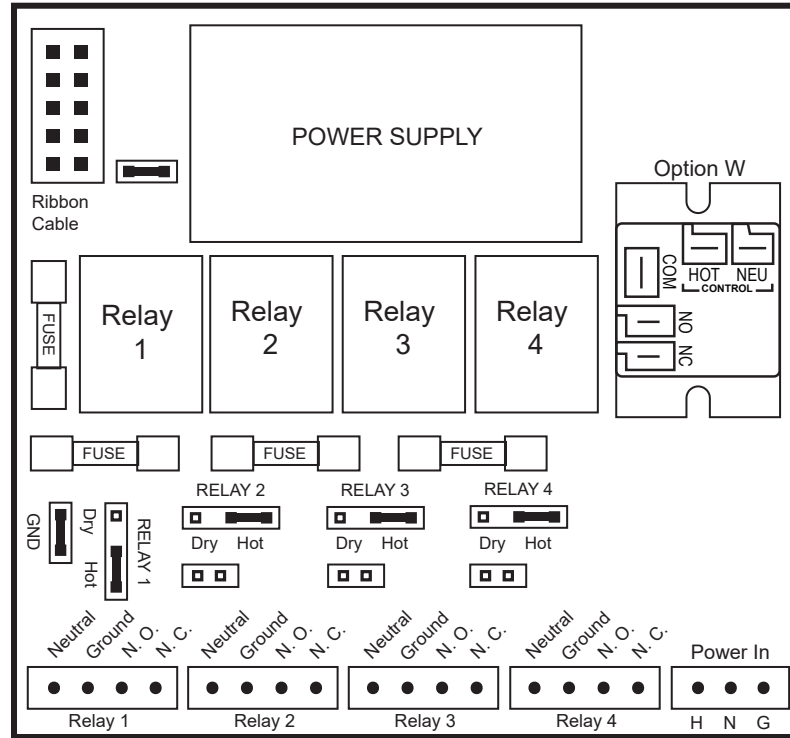 POWER SUPPLY
Option W
Ribbon
Cable
COM
HOT NEU
CONTROL
NO
NC
FUSE
Relay
1
Relay
2
Relay
3
Relay
4
FUSE
FUSE
FUSE
GND
Dry Hot
RELAY 1
RELAY 2
Dry Hot
RELAY 3
Dry Hot
RELAY 4
Dry Hot
Neutral Ground N. O. N. C.
Neutral Ground N. O. N. C.
Neutral Ground N. O. N. C.
Neutral Ground N. O. N. C.
Power In
Relay 1
Relay 2
Relay 3
Relay 4
H N G